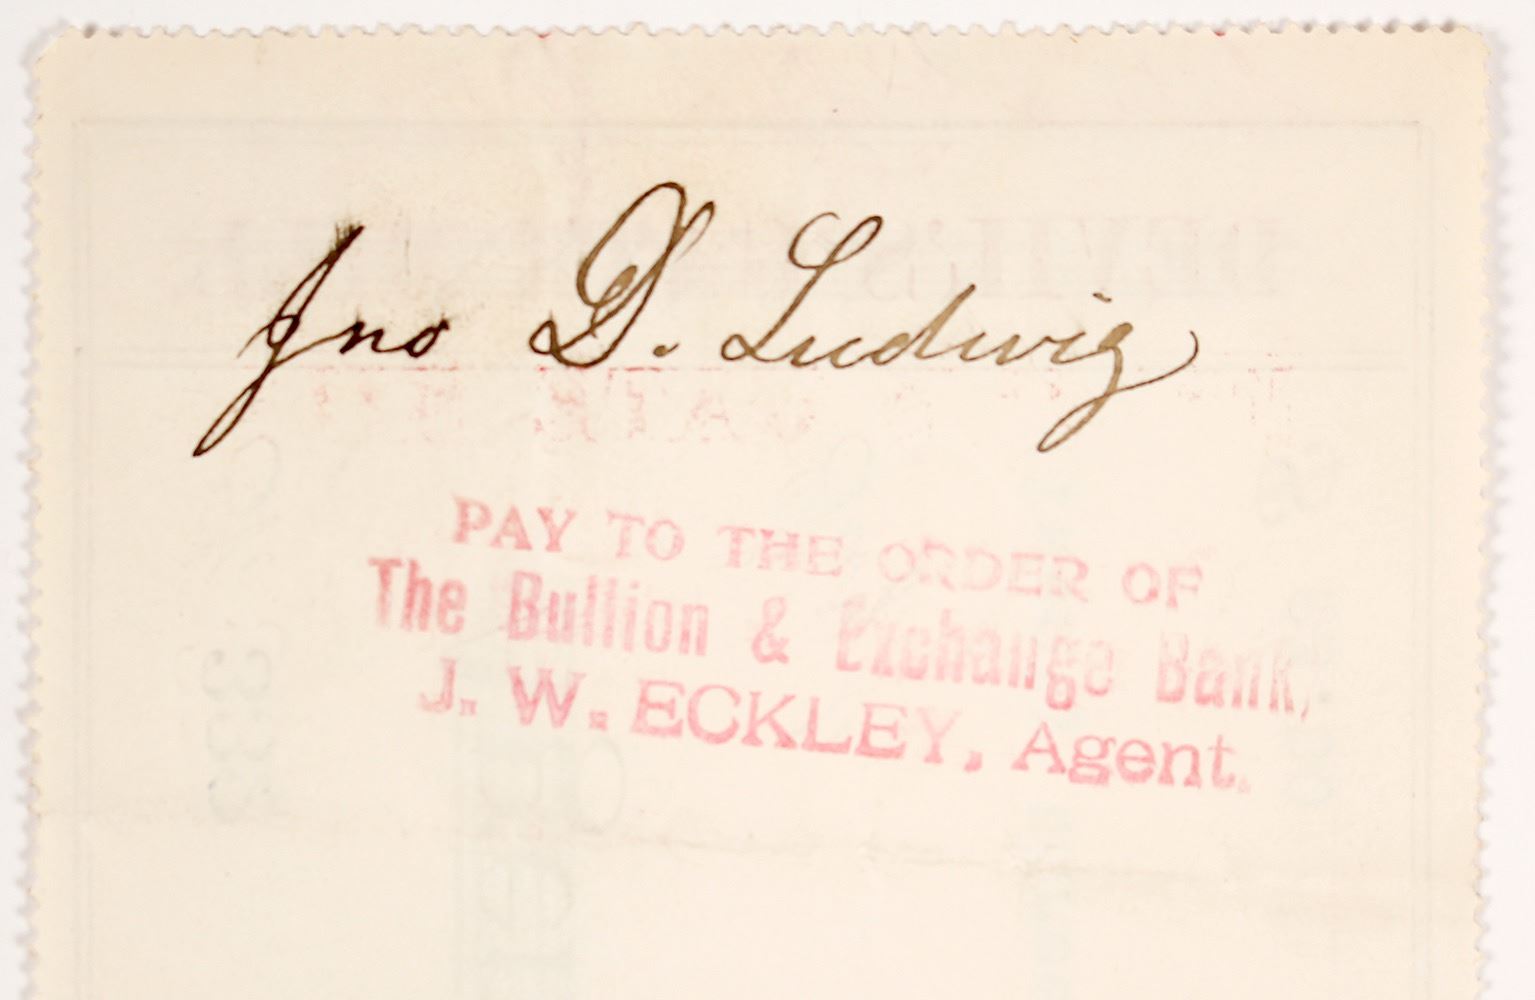 Jno D. Ludwig
PAY TO THE ORDER OF
The Bullion & Exchange Bank,
J. W. ECKLEY, Agent.